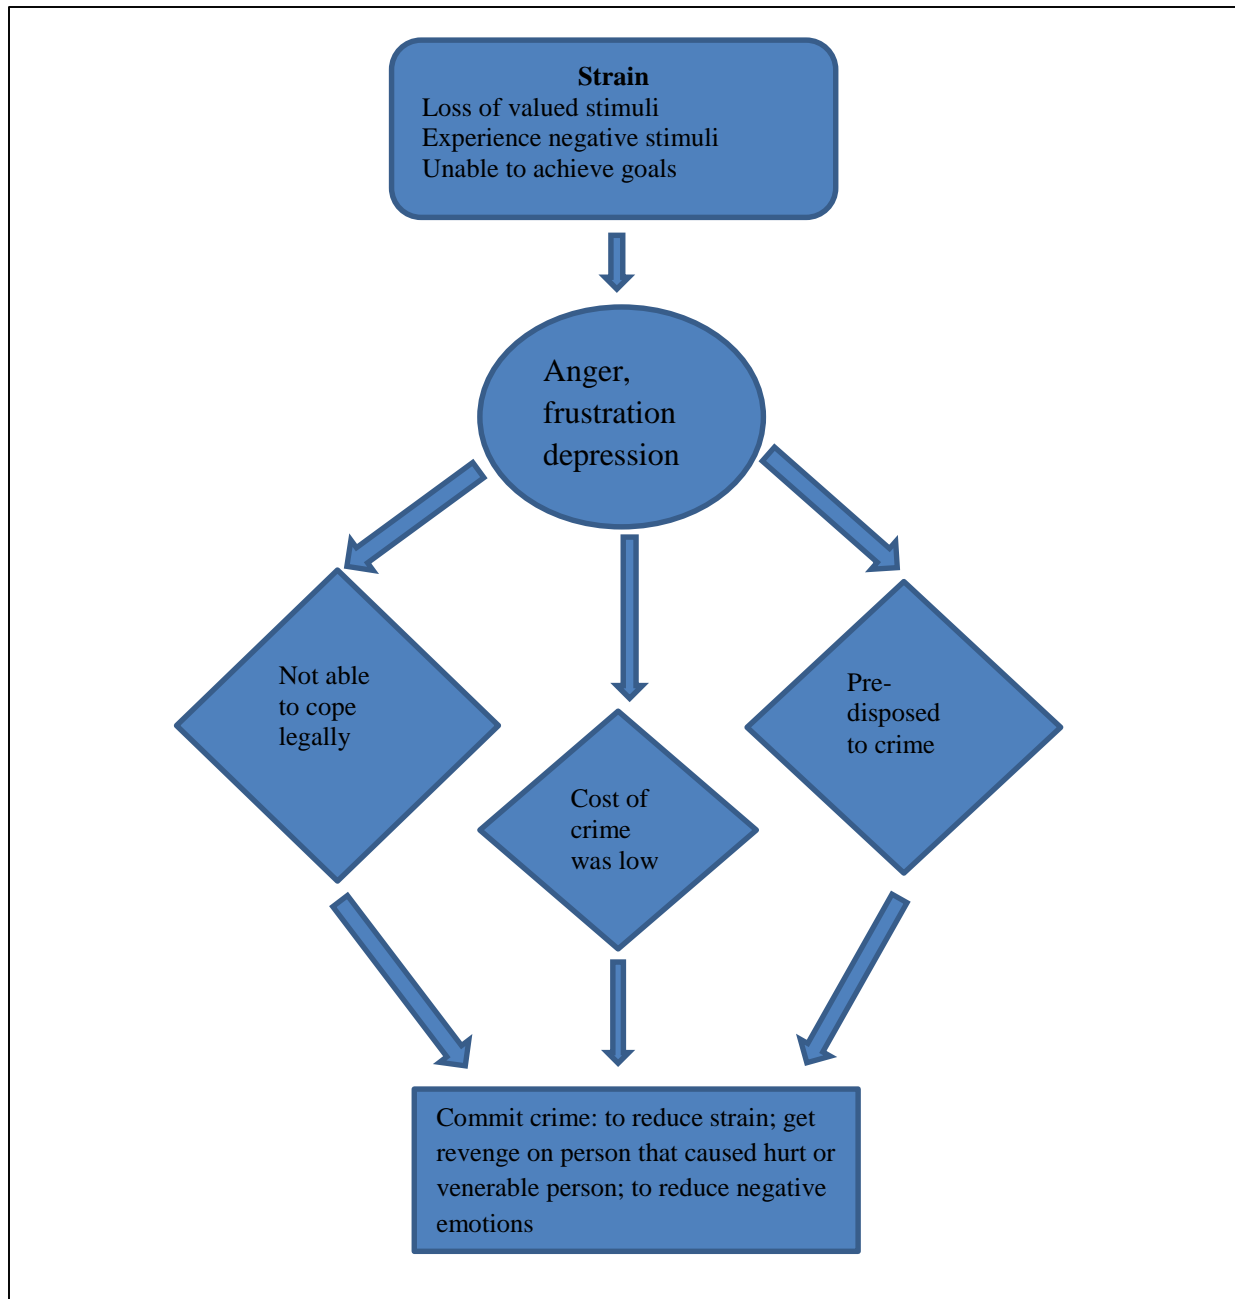 Strain
Loss of valued stimuli
Experience negative stimuli
Unable to achieve goals
Anger,
frustration
depression
Not able
to cope
legally
Cost of
crime
was low
Pre-
disposed
to crime
Commit crime: to reduce strain; get
revenge on person that caused hurt or
venerable person; to reduce negative
emotions